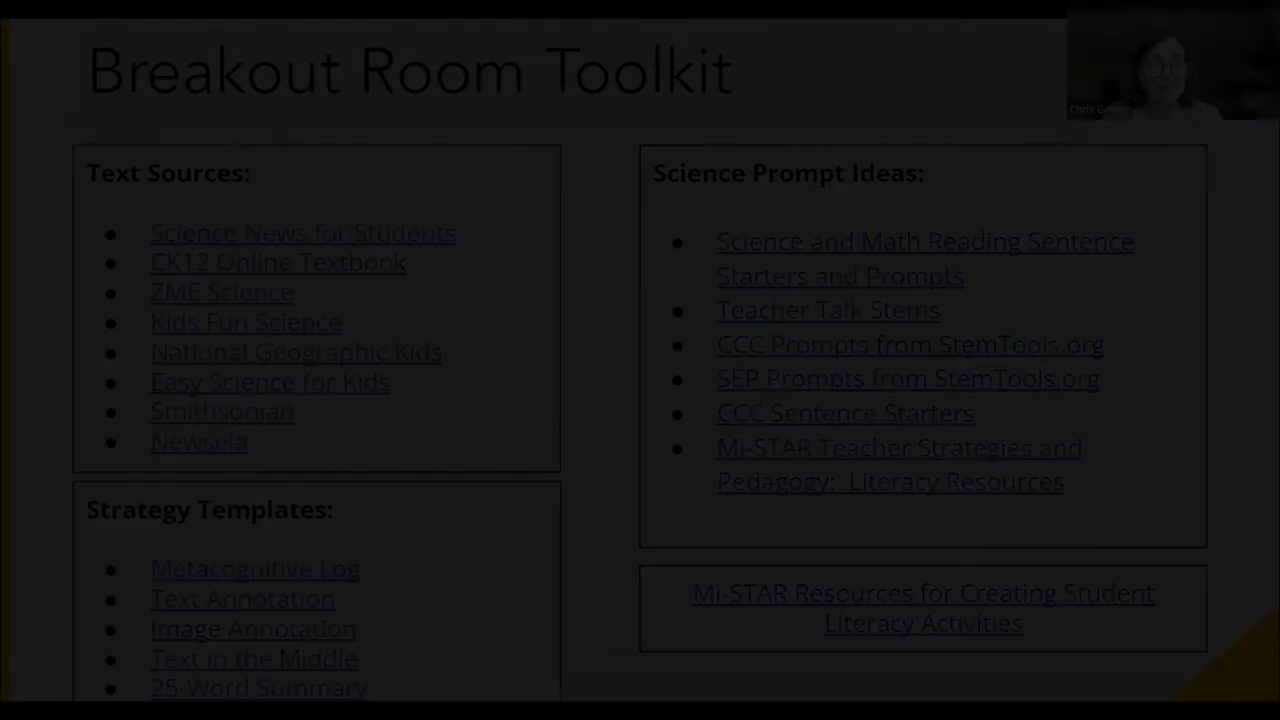 Breakout Room Toolkit
Chris
Text Sources:
Science News for Students
CK12 Online Textbook
ZME Science
Kids Fun Science
National Geographic Kids
Easy Science for Kids
Smithsonian
Newsela
Strategy Templates:
Metacognitive Log
Text Annotation
Image Annotation
Text in the Middle
25-Word Summary
Science Prompt Ideas:
Science and Math Reading Sentence
Starters and Prompts
Teacher Talk Stems
CCC Prompts from StemTools.org
SEP Prompts from StemTools.org
CCC Sentence Starters
Mi-STAR Teacher Strategies and
Pedagogy: Literacy Resources
Mi-STAR Resources for Creating Student
Literacy Activities